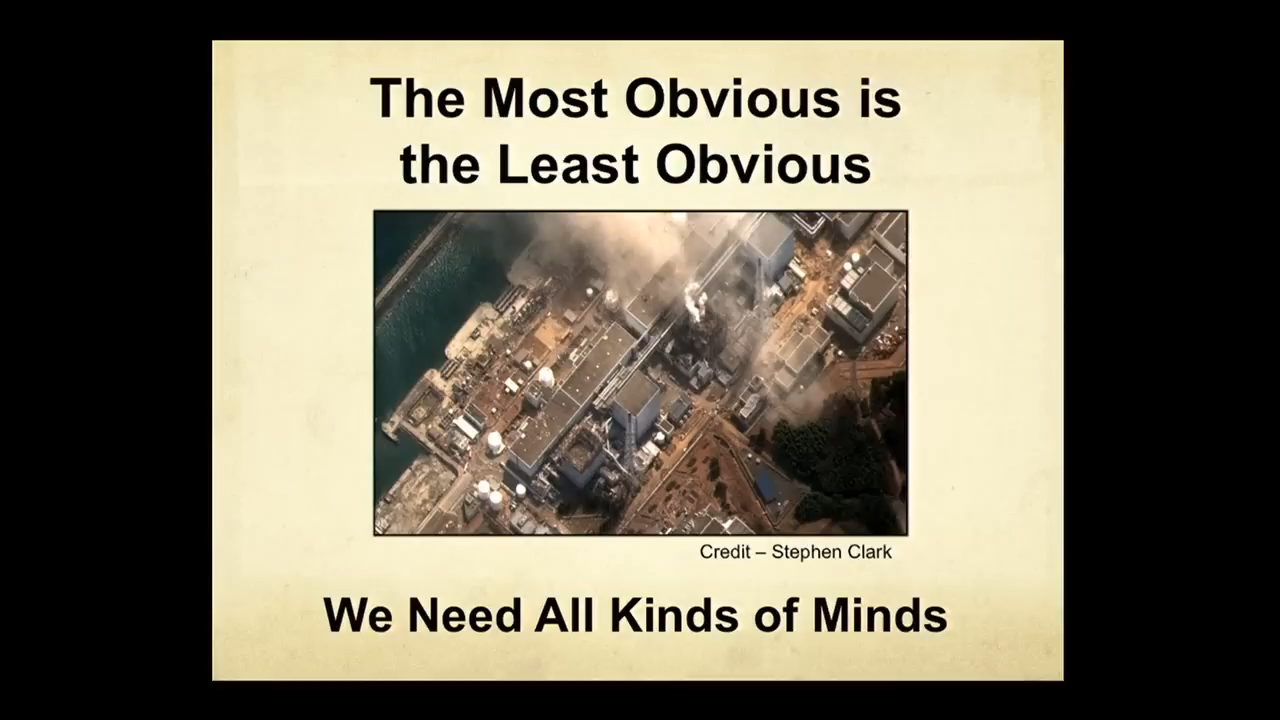 The Most Obvious is
the Least Obvious
Credit – Stephen Clark
We Need All Kinds of Minds